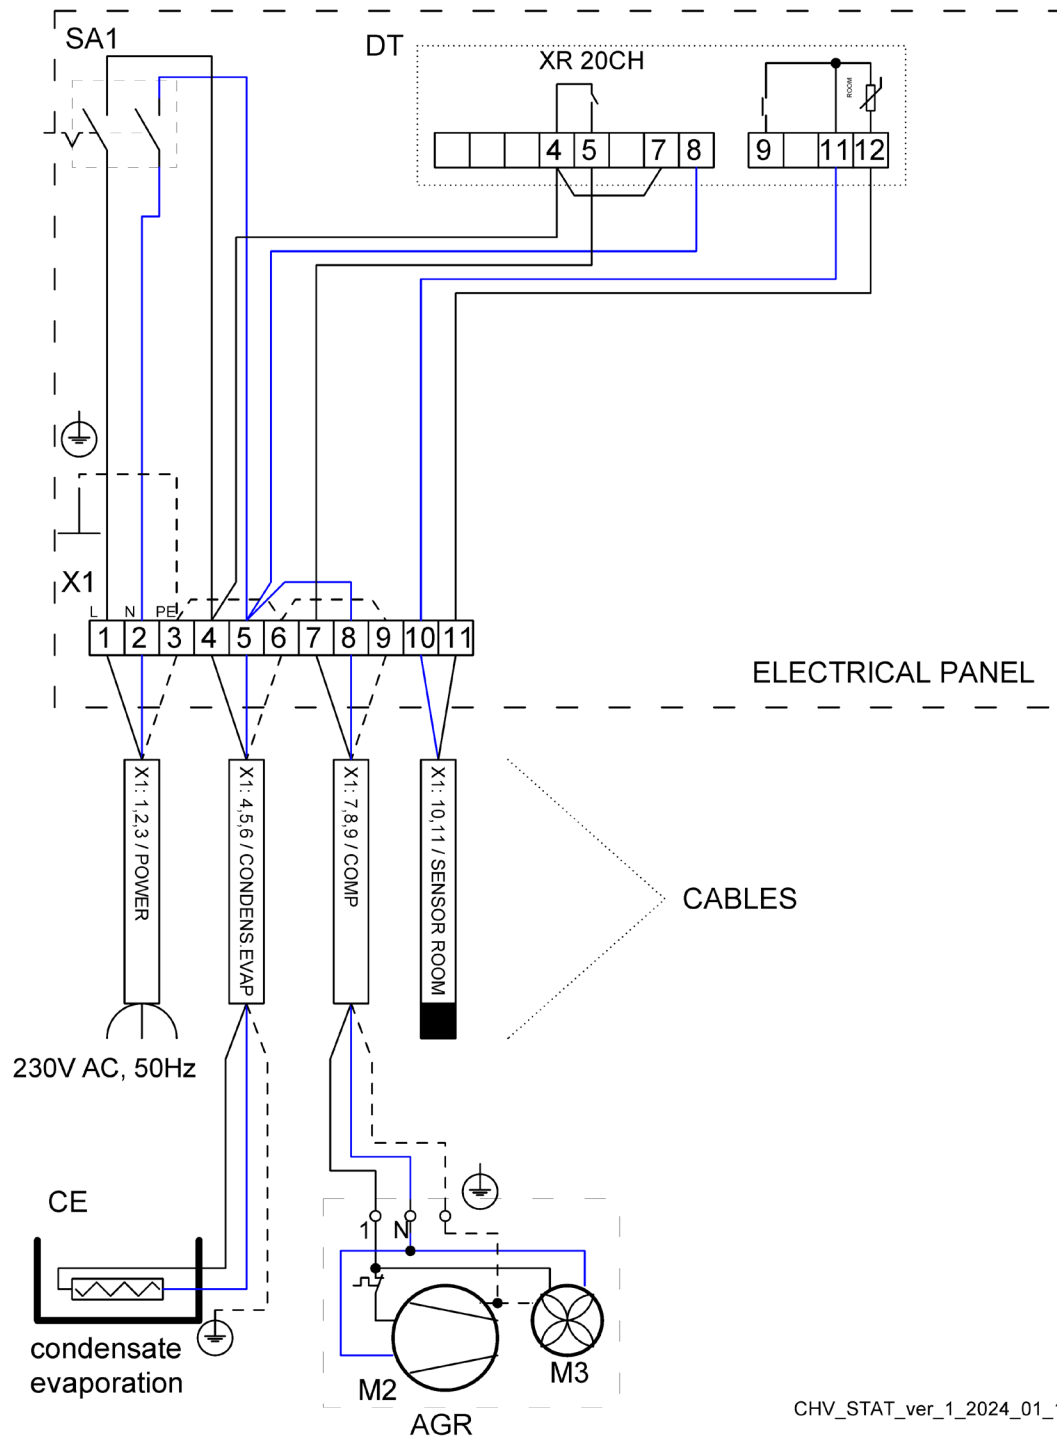 SA1
DT
XR 20CH
ROOM
4 5 7 8
9 11 12
X1
L N PE
1 2 3 4 5 6 7 8 9 10 11
ELECTRICAL PANEL
X1: 1,2,3 / POWER
X1: 4,5,6 / CONDENS.EVAP
X1: 7,8,9 / COMP
X1: 10,11 / SENSOR ROOM
CABLES
230V AC, 50Hz
CE
1 N
condensate
evaporation
M2
M3
AGR
CHV_STAT_ver_1_2024_01_